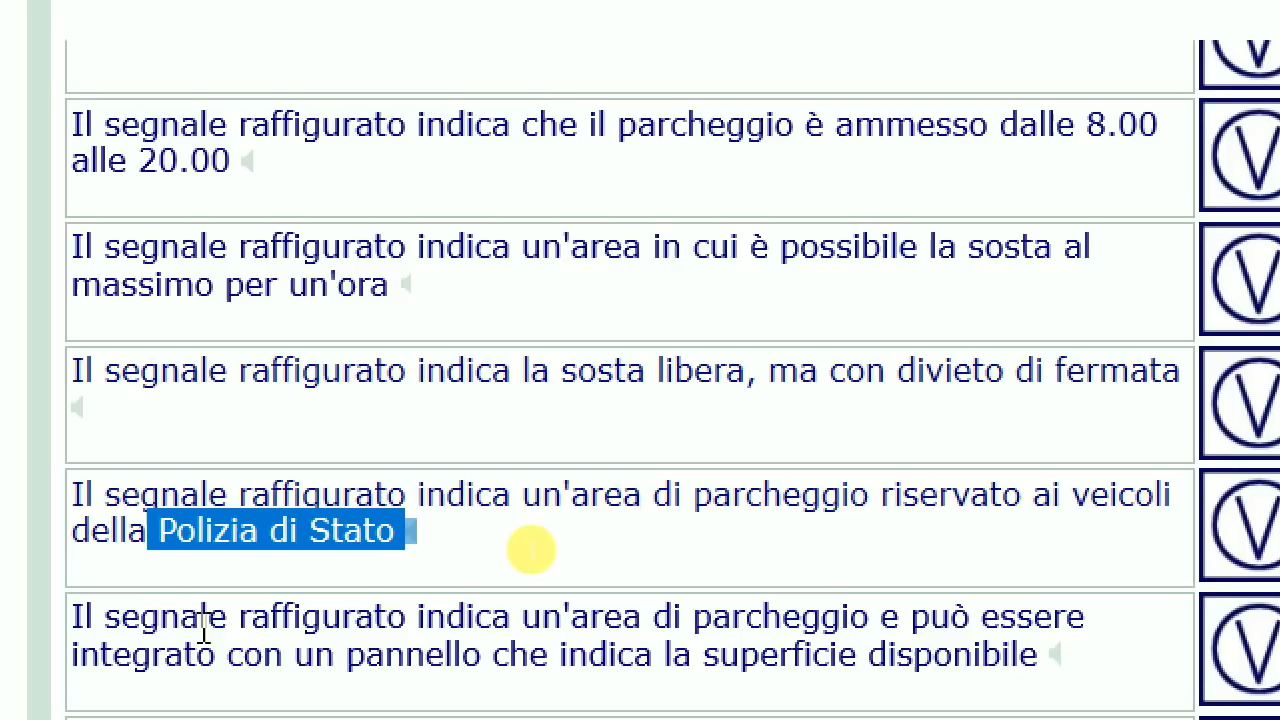 Il segnale raffigurato indica che il parcheggio è ammesso dalle 8.00
alle 20.00
V
Il segnale raffigurato indica un'area in cui è possibile la sosta al
massimo per un'ora
V
Il segnale raffigurato indica la sosta libera, ma con divieto di fermata
V
Il segnale raffigurato indica un'area di parcheggio riservato ai veicoli
della Polizia di Stato
V
Il segnale raffigurato indica un'area di parcheggio e può essere
integrato con un pannello che indica la superficie disponibile
V